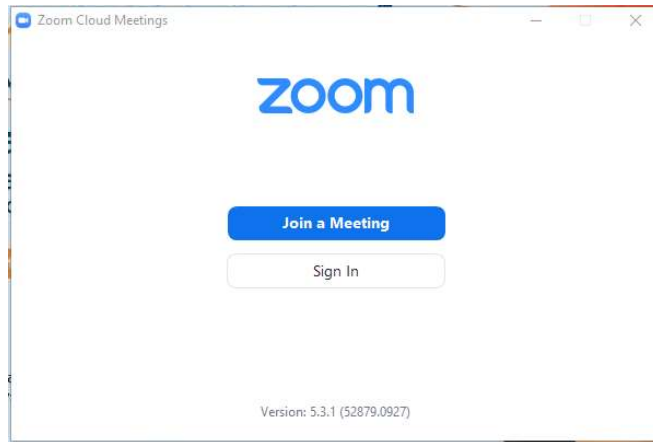 Zoom Cloud Meetings
zoom
Join a Meeting
Sign In
Version: 5.3.1 (52879.0927)